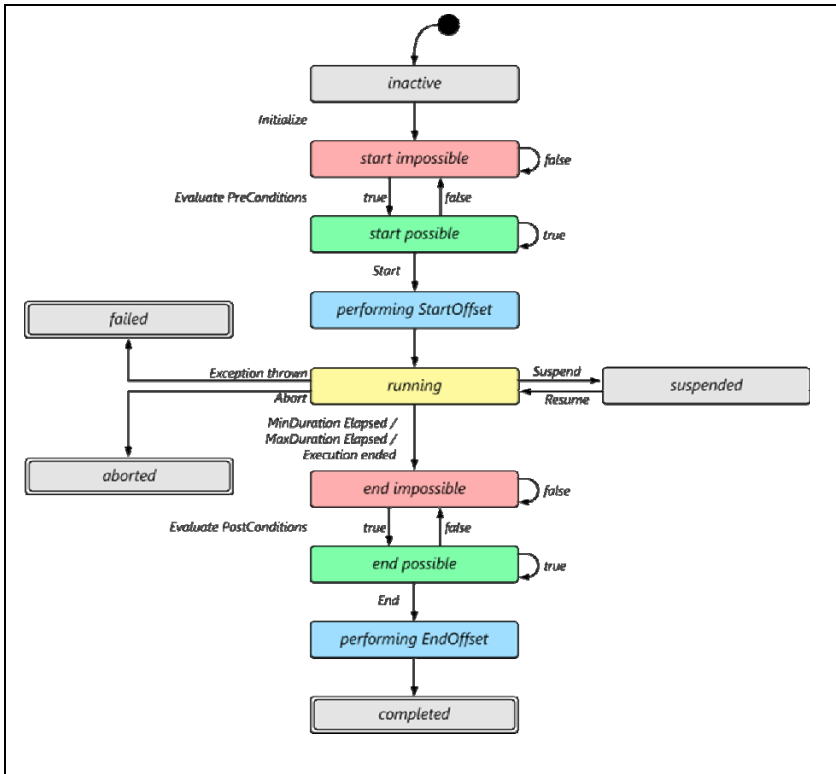 inactive
Initialize
start impossible
false
Evaluate PreConditions
true
false
start possible
true
Start
performing StartOffset
failed
Exception thrown
running
Suspend
suspended
Abort
Resume
MinDuration Elapsed /
MaxDuration Elapsed /
Execution ended
aborted
end impossible
false
Evaluate PostConditions
true
false
end possible
true
End
performing EndOffset
completed